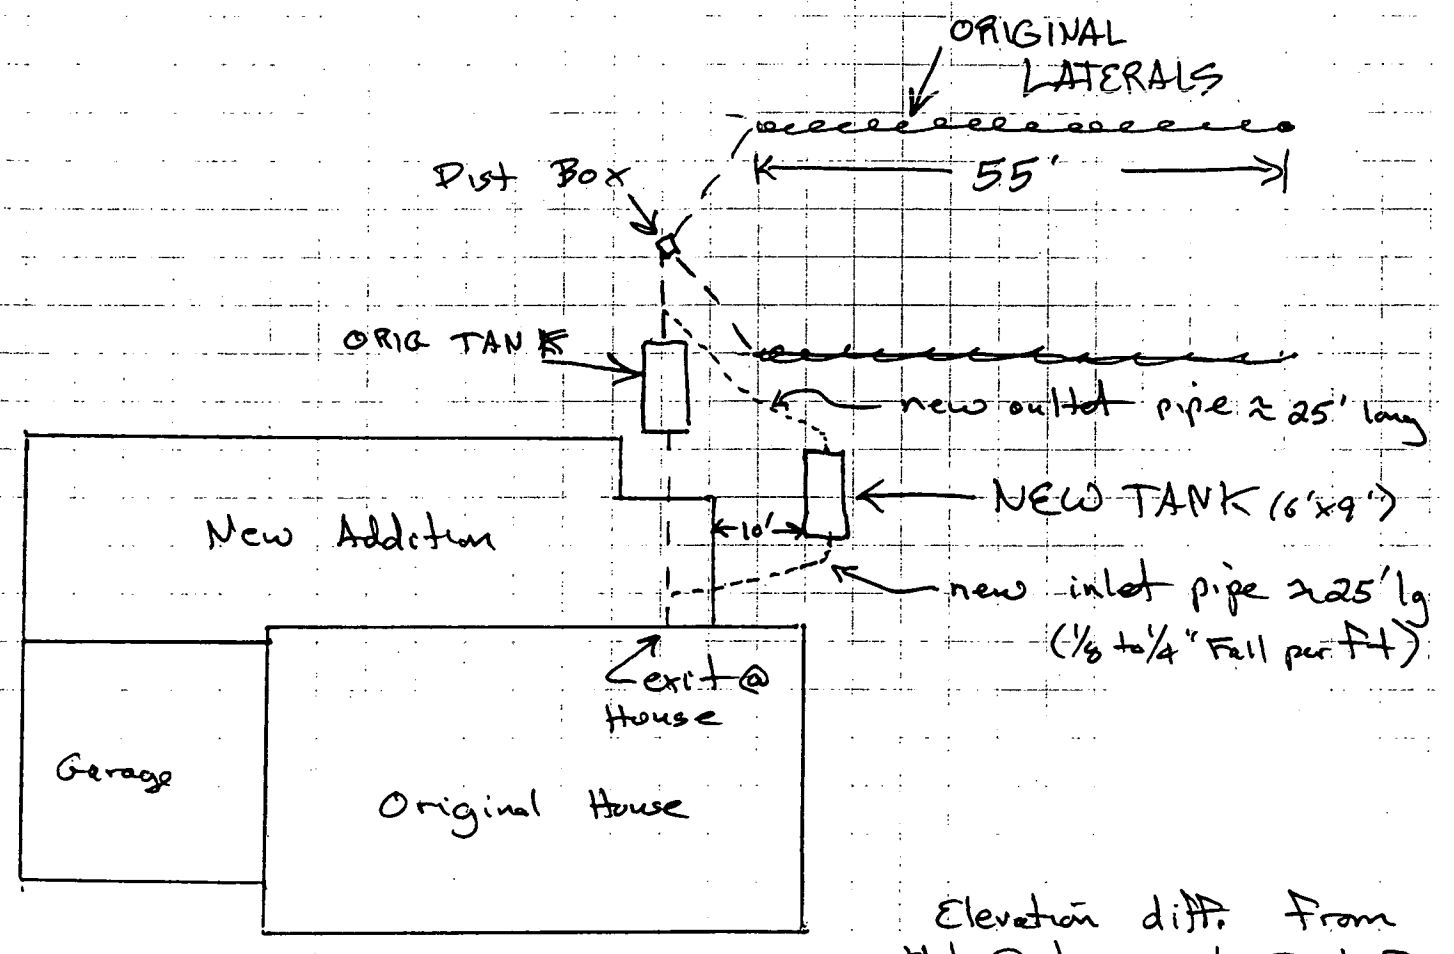 ORIGINAL
LATERALS
55'
Dist Box
ORIG TANK
new outlet pipe ≈ 25' long
NEW TANK (6'x9')
New Addition
10'
new inlet pipe ≈25' lg
(1/8 to 1/4" Fall per ft)
exit @
House
Garage
Original House
Elevation diff. From